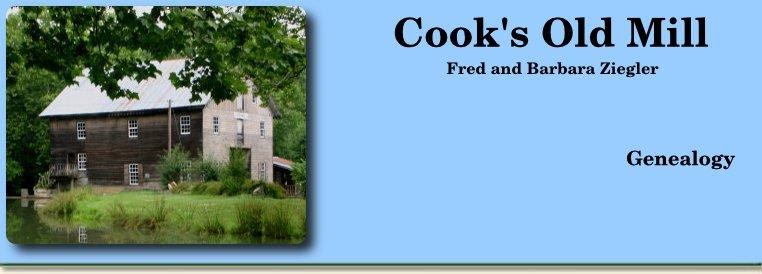 Cook's Old Mill
Fred and Barbara Ziegler
Genealogy